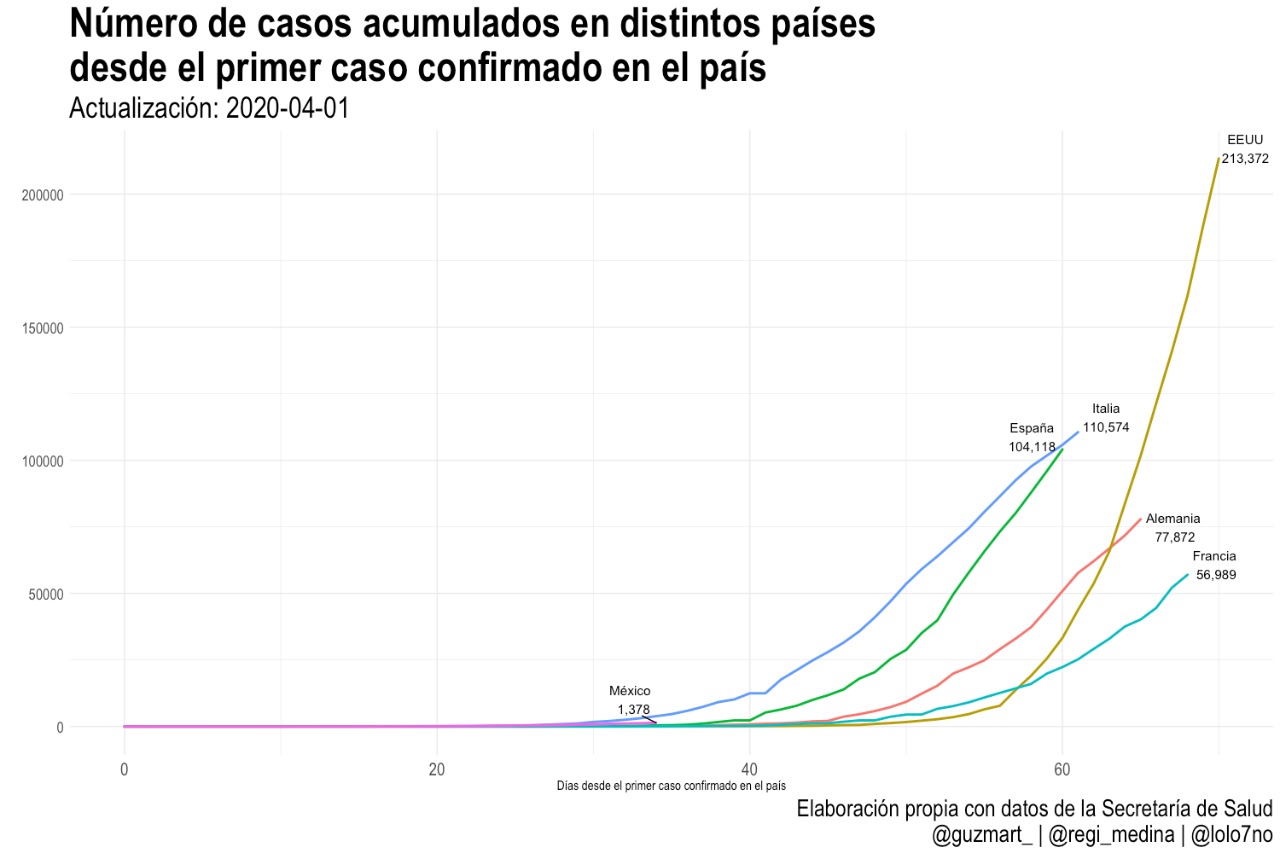 Número de casos acumulados en distintos países
desde el primer caso confirmado en el país
Actualización: 2020-04-01
EEUU
213,372
200000
150000
Italia
110,574
España
104,118
100000
Alemania
77,872
Francia
56,989
50000
México
1,378
0
0 20 40 60
Días desde el primer caso confirmado en el país
Elaboración propia con datos de la Secretaría de Salud
@guzmart_ | @regi_medina | @lolo7no